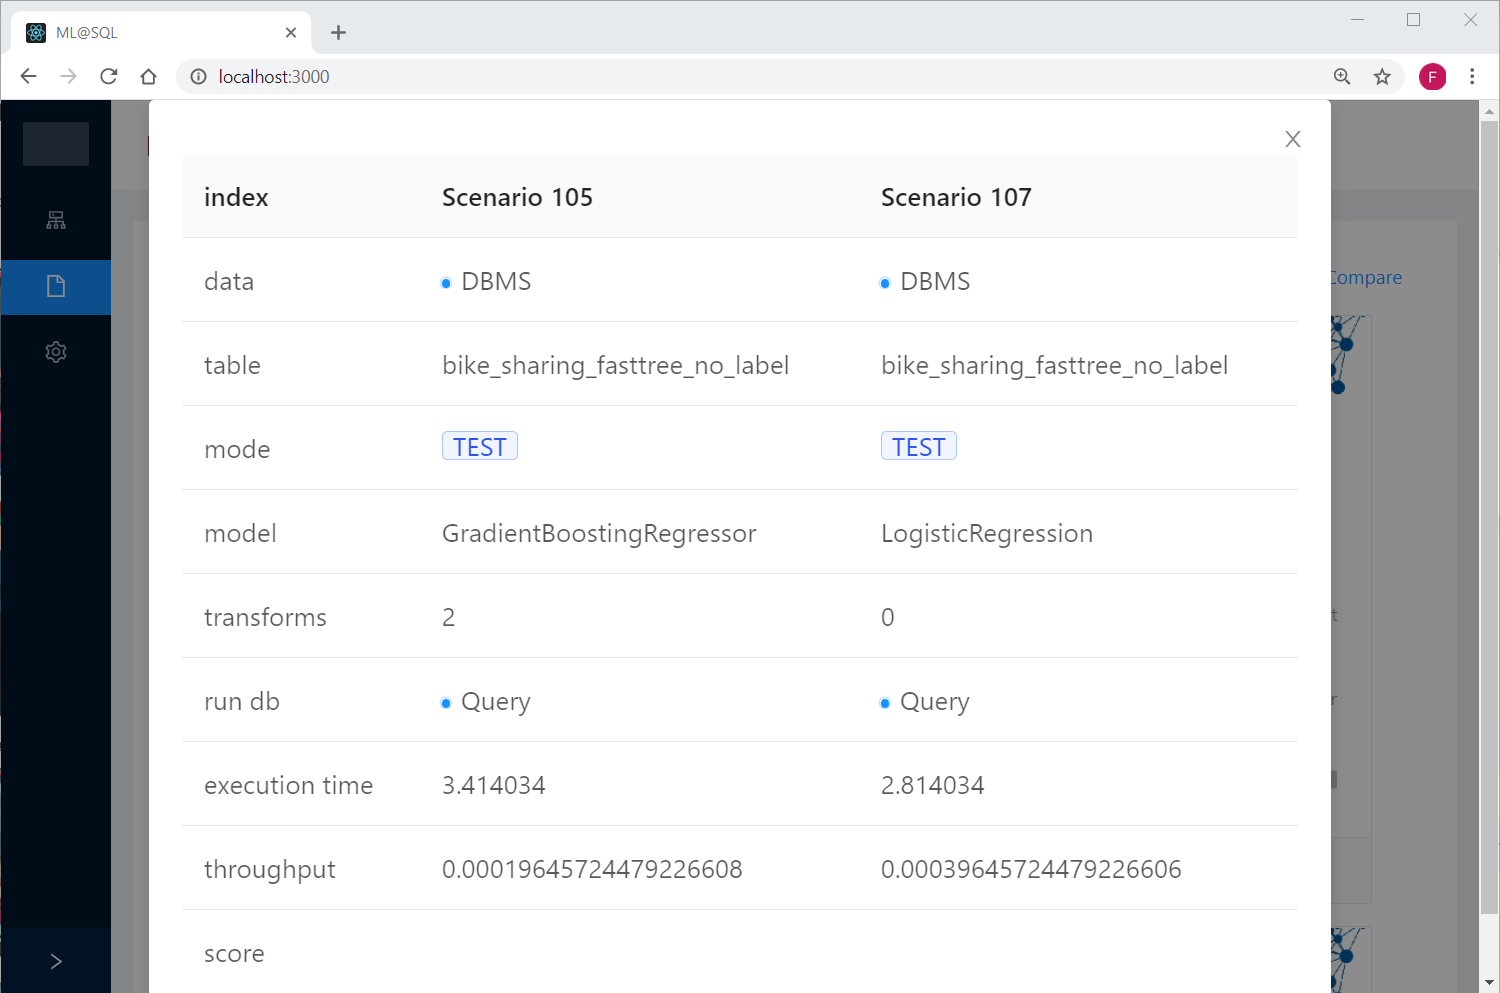 ML@SQL
localhost:3000
F
X
index Scenario 105 Scenario 107
data DBMS DBMS
Compare
table bike_sharing_fasttree_no_label bike_sharing_fasttree_no_label
mode TEST TEST
model GradientBoostingRegressor LogisticRegression
transforms 2 0
run db Query Query
execution time 3.414034 2.814034
throughput 0.00019645724479226608 0.00039645724479226606
score